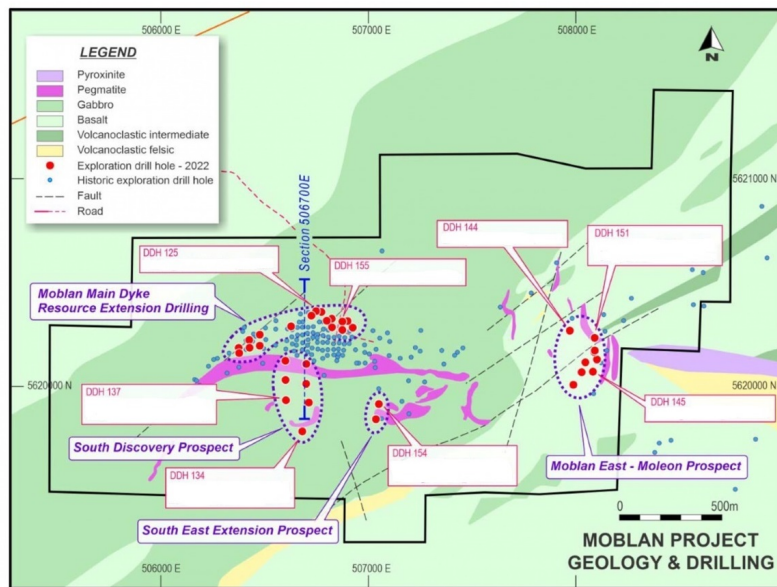 506000 E
507000 E
508000 E
LEGEND
Pyroxinite
Pegmatite
Gabbro
Basalt
Volcanoclastic intermediate
Volcanoclastic felsic
Exploration drill hole - 2022
Historic exploration drill hole
Fault
Road
N
5621000 N
Section 506700E
DDH 144
DDH 151
DDH 125
DDH 155
Moblan Main Dyke
Resource Extension Drilling
5620000 N
5620000 N
DDH 137
DDH 145
South Discovery Prospect
DDH 154
Moblan East - Moleon Prospect
DDH 134
South East Extension Prospect
0
500m
MOBLAN PROJECT
GEOLOGY & DRILLING
506000 E
507000 E